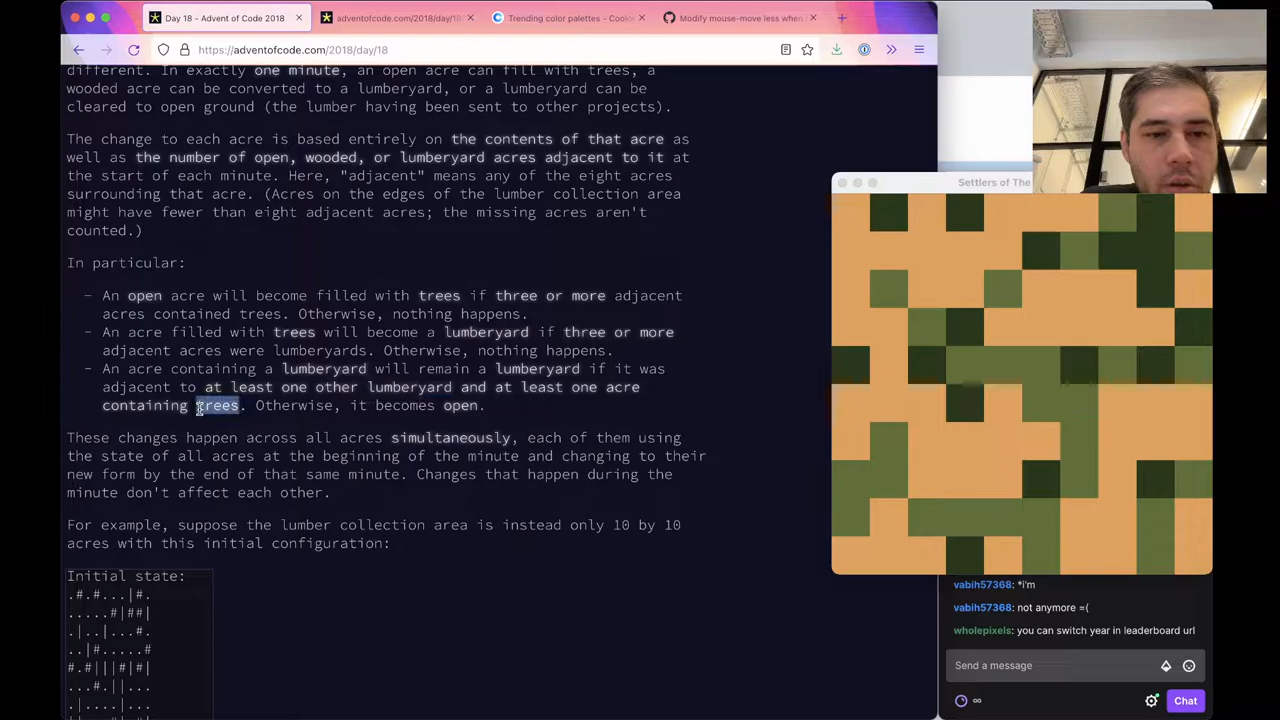 Day 18 - Advent of Code 2018
adventofcode.com/2018/day/18/
Trending color palettes - Cook
Modify mouse-move less when
https://adventofcode.com/2018/day/18
different. In exactly one minute, an open acre can fill with trees, a
wooded acre can be converted to a lumberyard, or a lumberyard can be
cleared to open ground (the lumber having been sent to other projects).
The change to each acre is based entirely on the contents of that acre as
well as the number of open, wooded, or lumberyard acres adjacent to it at
the start of each minute. Here, "adjacent" means any of the eight acres
surrounding that acre. (Acres on the edges of the lumber collection area
might have fewer than eight adjacent acres; the missing acres aren't
counted.)
In particular:
- An open acre will become filled with trees if three or more adjacent
acres contained trees. Otherwise, nothing happens.
- An acre filled with trees will become a lumberyard if three or more
adjacent acres were lumberyards. Otherwise, nothing happens.
- An acre containing a lumberyard will remain a lumberyard if it was
adjacent to at least one other lumberyard and at least one acre
containing trees. Otherwise, it becomes open.
These changes happen across all acres simultaneously, each of them using
the state of all acres at the beginning of the minute and changing to their
new form by the end of that same minute. Changes that happen during the
minute don't affect each other.
For example, suppose the lumber collection area is instead only 10 by 10
acres with this initial configuration:
Initial state:
.#.#...|#.
.....#|##|
.|..|...#.
..|#.....#
#.#|||#|#|
...#.||...
.|....|...
Settlers of The
vabih57368: *i'm
vabih57368: not anymore =(
wholepixels: you can switch year in leaderboard url
Send a message
∞
Chat